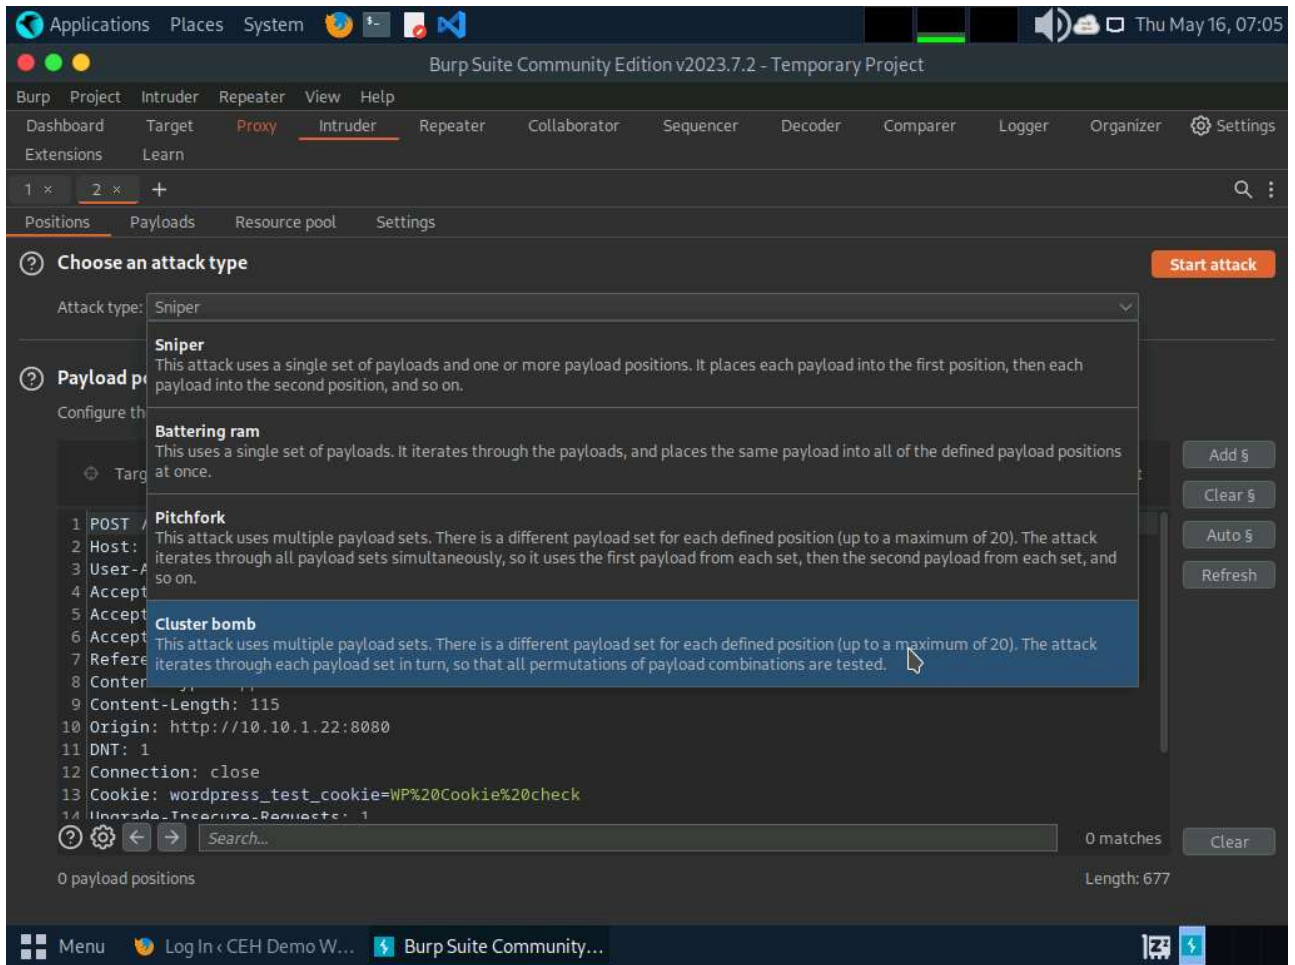 Applications Places System Thu May 16, 07:05
Burp Suite Community Edition v2023.7.2 - Temporary Project
Burp Project Intruder Repeater View Help
Dashboard Target Proxy Intruder Repeater Collaborator Sequencer Decoder Comparer Logger Organizer Settings
Extensions Learn
1 × 2 × +
Positions Payloads Resource pool Settings
? Choose an attack type Start attack
Attack type: Sniper
Sniper
This attack uses a single set of payloads and one or more payload positions. It places each payload into the first position, then each
payload into the second position, and so on.
? Payload
Configure
Battering ram
This uses a single set of payloads. It iterates through the payloads, and places the same payload into all of the defined payload positions
at once.
Add §
Clear §
Pitchfork
This attack uses multiple payload sets. There is a different payload set for each defined position (up to a maximum of 20). The attack
iterates through all payload sets simultaneously, so it uses the first payload from each set, then the second payload from each set, and
so on.
Auto §
Refresh
Cluster bomb
This attack uses multiple payload sets. There is a different payload set for each defined position (up to a maximum of 20). The attack
iterates through each payload set in turn, so that all permutations of payload combinations are tested.
1 POST /
2 Host:
3 User-A
4 Accept
5 Accept
6 Accept
7 Refere
8 Conten
9 Content-Length: 115
10 Origin: http://10.10.1.22:8080
11 DNT: 1
12 Connection: close
13 Cookie: wordpress_test_cookie=WP%20Cookie%20check
14 Upgrade-Insecure-Requests: 1
? Search... 0 matches Clear
0 payload positions Length: 677
Menu Log In ‹ CEH Demo W... Burp Suite Community...